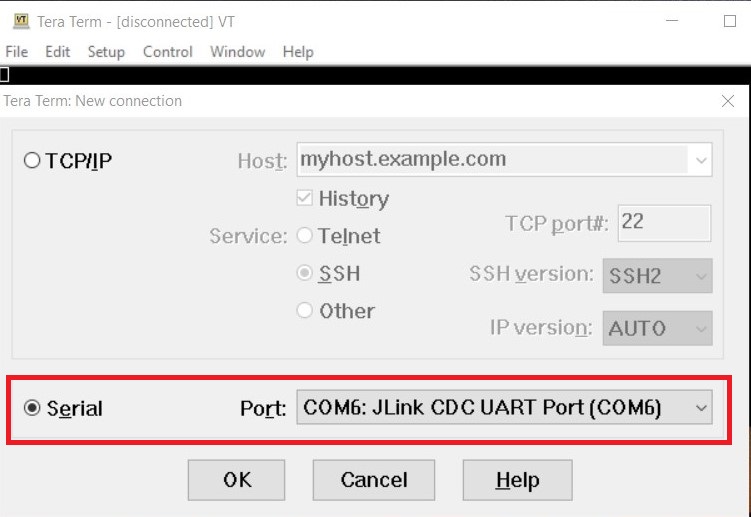 VT Tera Term - [disconnected] VT
File Edit Setup Control Window Help
Tera Term: New connection
TCP/IP Host: myhost.example.com
History
Service: Telnet TCP port#: 22
SSH SSH version: SSH2
Other IP version: AUTO
Serial Port: COM6: JLink CDC UART Port (COM6)
OK Cancel Help